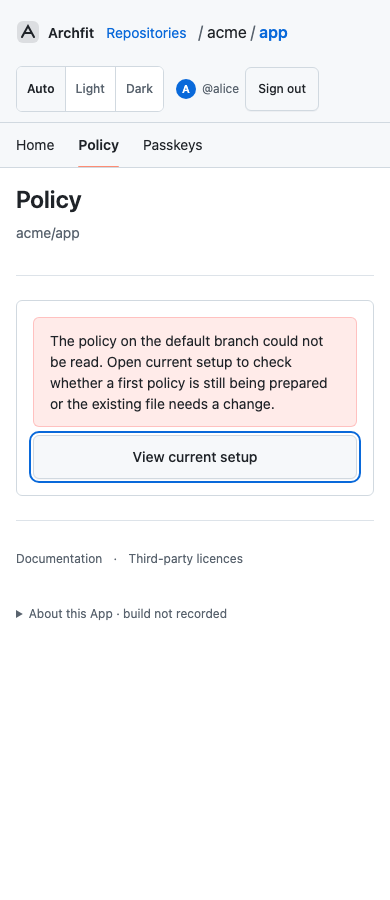 Archfit Repositories / acme / app
Auto Light Dark A @alice Sign out
Home Policy Passkeys
Policy
acme/app
The policy on the default branch could not
be read. Open current setup to check
whether a first policy is still being prepared
or the existing file needs a change.
View current setup
Documentation · Third-party licences
About this App · build not recorded